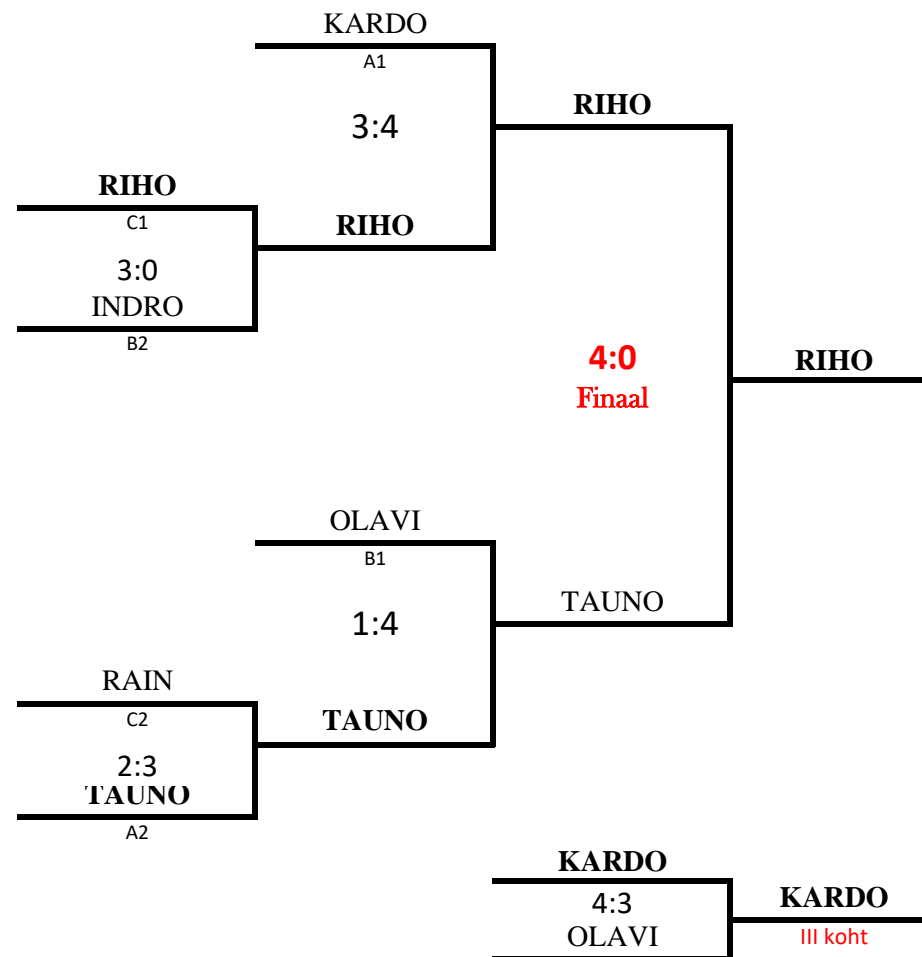 KARDO
A1
RIHO
3:4
RIHO
C1
RIHO
3:0
INDRO
B2
4:0
RIHO
Finaal
OLAVI
B1
TAUNO
1:4
RAIN
C2
TAUNO
2:3
TAUNO
A2
KARDO
4:3
KARDO
OLAVI
III koht